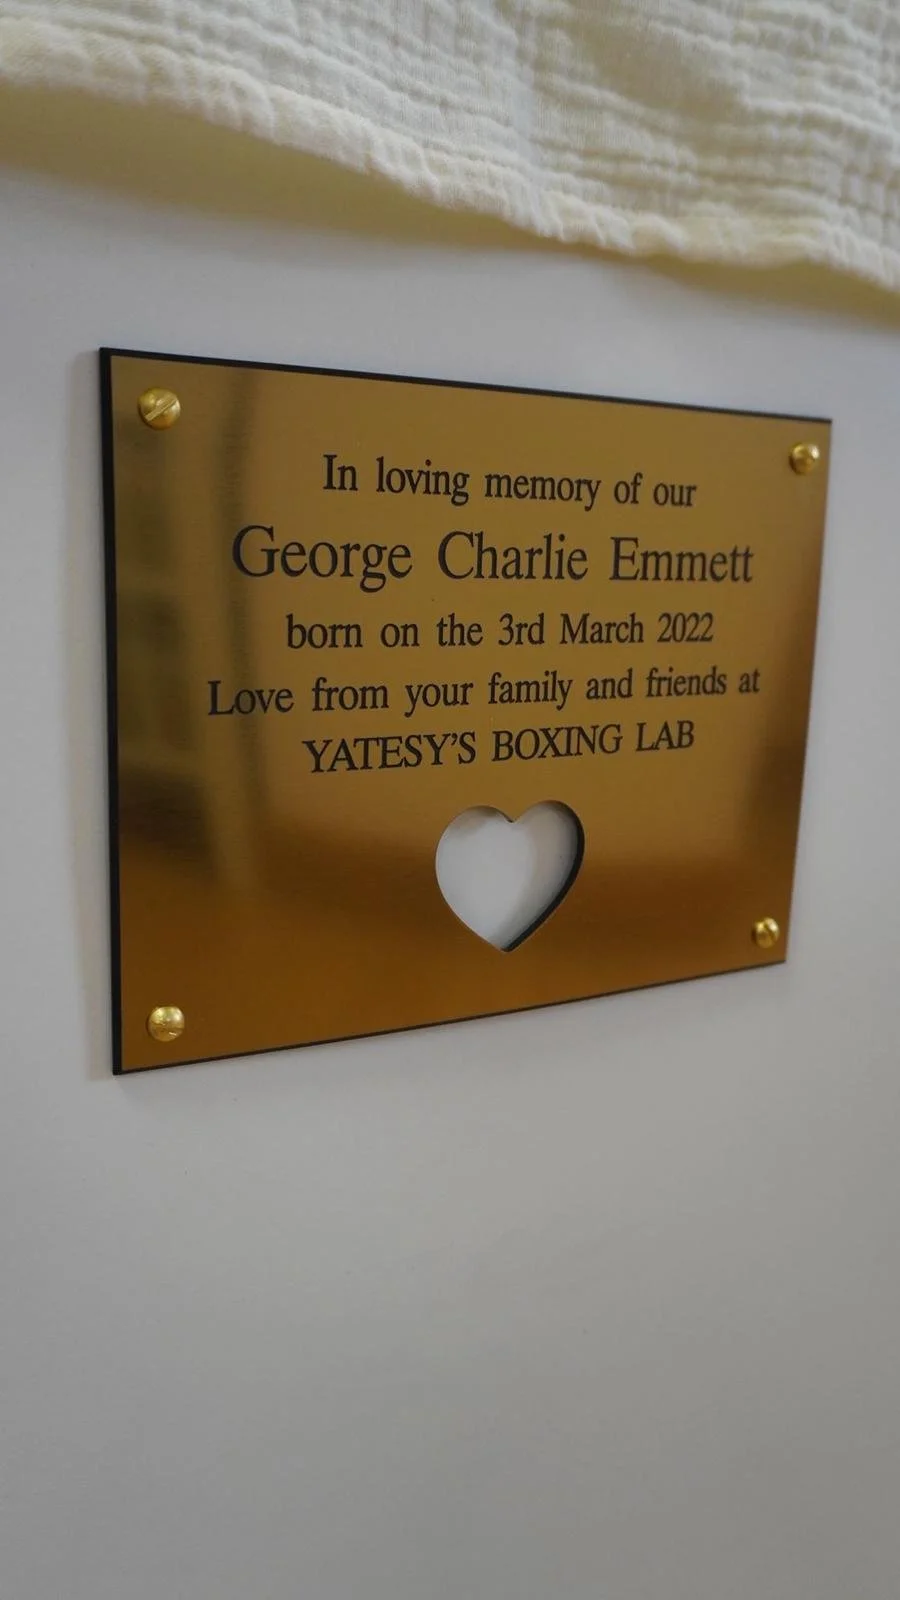 In loving memory of our
George Charlie Emmett
born on the 3rd March 2022
Love from your family and friends at
YATESY'S BOXING LAB